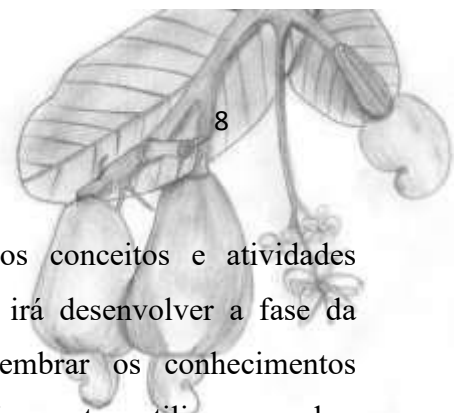 8
os conceitos e atividades
irá desenvolver a fase da
embrar os conhecimentos